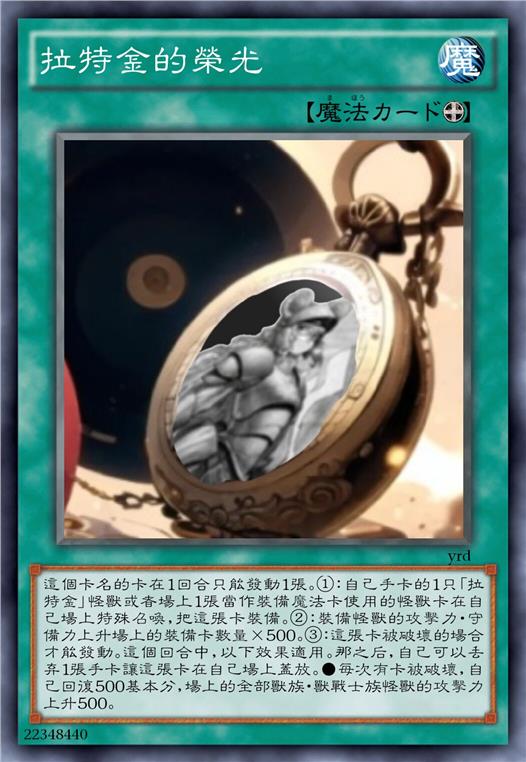 拉特金的榮光
魔
【魔法カード】
ま ほう
yrd
這個卡名的卡在1回合只能發動1張。①:自己手卡的1只「拉
特金」怪獸或者場上1張當作裝備魔法卡使用的怪獸卡在自
己場上特殊召喚,把這張卡裝備。②:裝備怪獸的攻擊力·守
備力上升場上的裝備卡數量×500。③:這張卡被破壞的場合
才能發動。這個回合中,以下效果適用。那之后,自己可以丟
弃1張手卡讓這張卡在自己場上蓋放。●每次有卡被破壞,自
己回復500基本分,場上的全部獸族·獸戰士族怪獸的攻擊力
上升500。
22348440